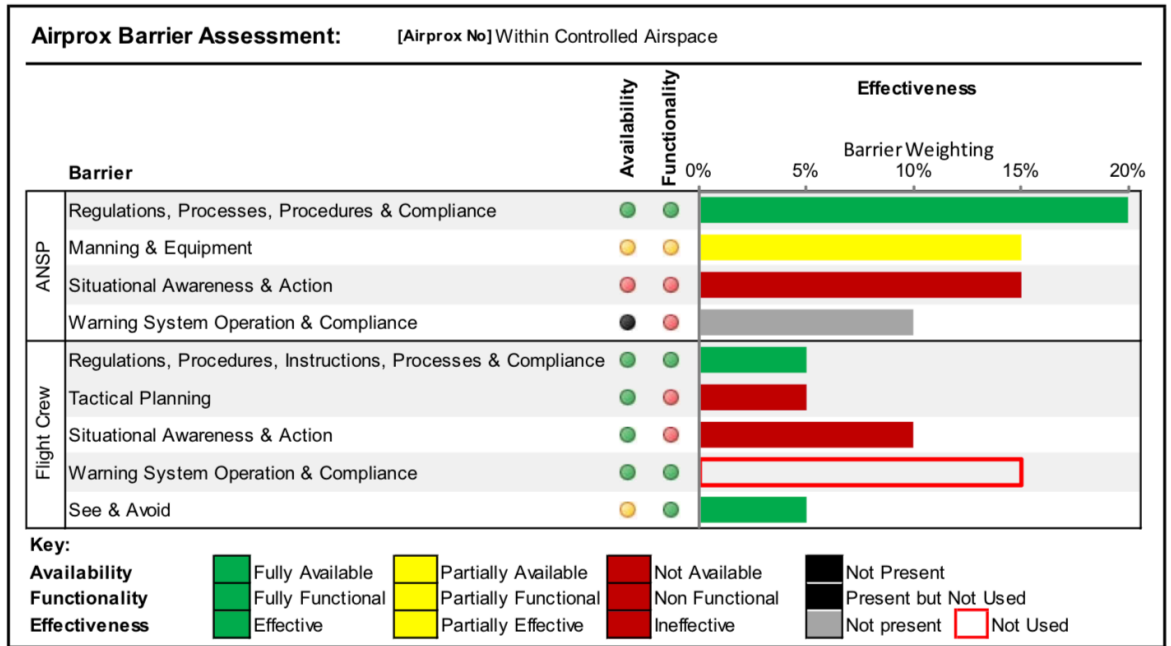 Airprox Barrier Assessment: [Airprox No] Within Controlled Airspace
Effectiveness
Barrier Availability Functionality Barrier Weighting
0% 5% 10% 15% 20%
ANSP
Regulations, Processes, Procedures & Compliance
Manning & Equipment
Situational Awareness & Action
Warning System Operation & Compliance
Flight Crew
Regulations, Procedures, Instructions, Processes & Compliance
Tactical Planning
Situational Awareness & Action
Warning System Operation & Compliance
See & Avoid
Key:
Availability Fully Available Partially Available Not Available Not Present
Functionality Fully Functional Partially Functional Non Functional Present but Not Used
Effectiveness Effective Partially Effective Ineffective Not present Not Used